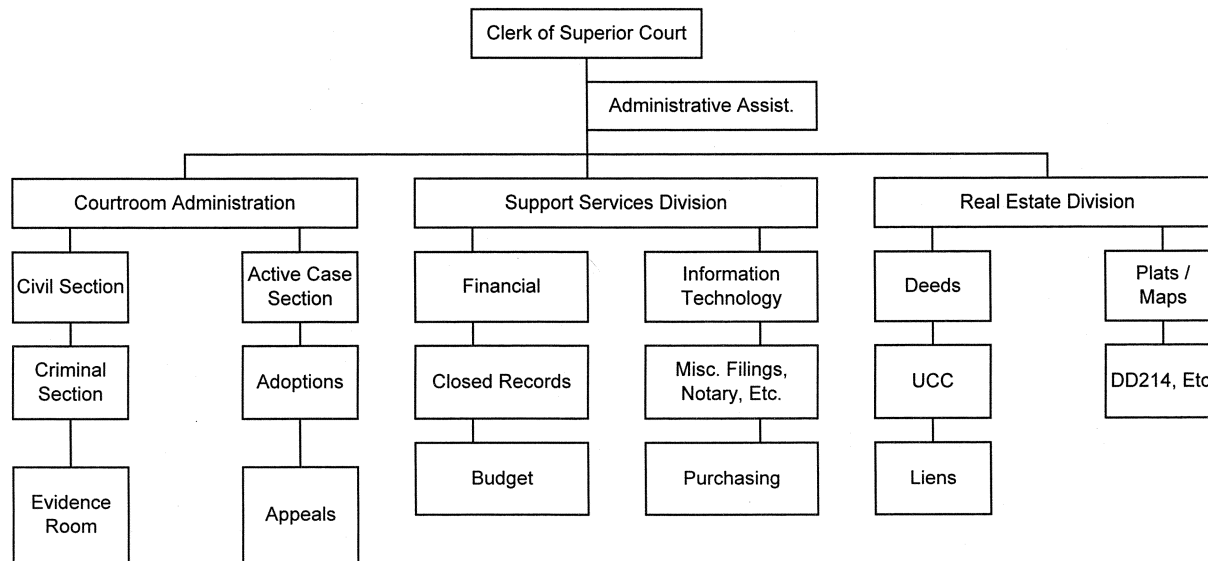 Clerk of Superior Court
Administrative Assist.
Courtroom Administration
Support Services Division
Real Estate Division
Civil Section
Active Case
Section
Financial
Information
Technology
Deeds
Plats /
Maps
Criminal
Section
Adoptions
Closed Records
Misc. Filings,
Notary, Etc.
UCC
DD214, Etc
Evidence
Room
Appeals
Budget
Purchasing
Liens